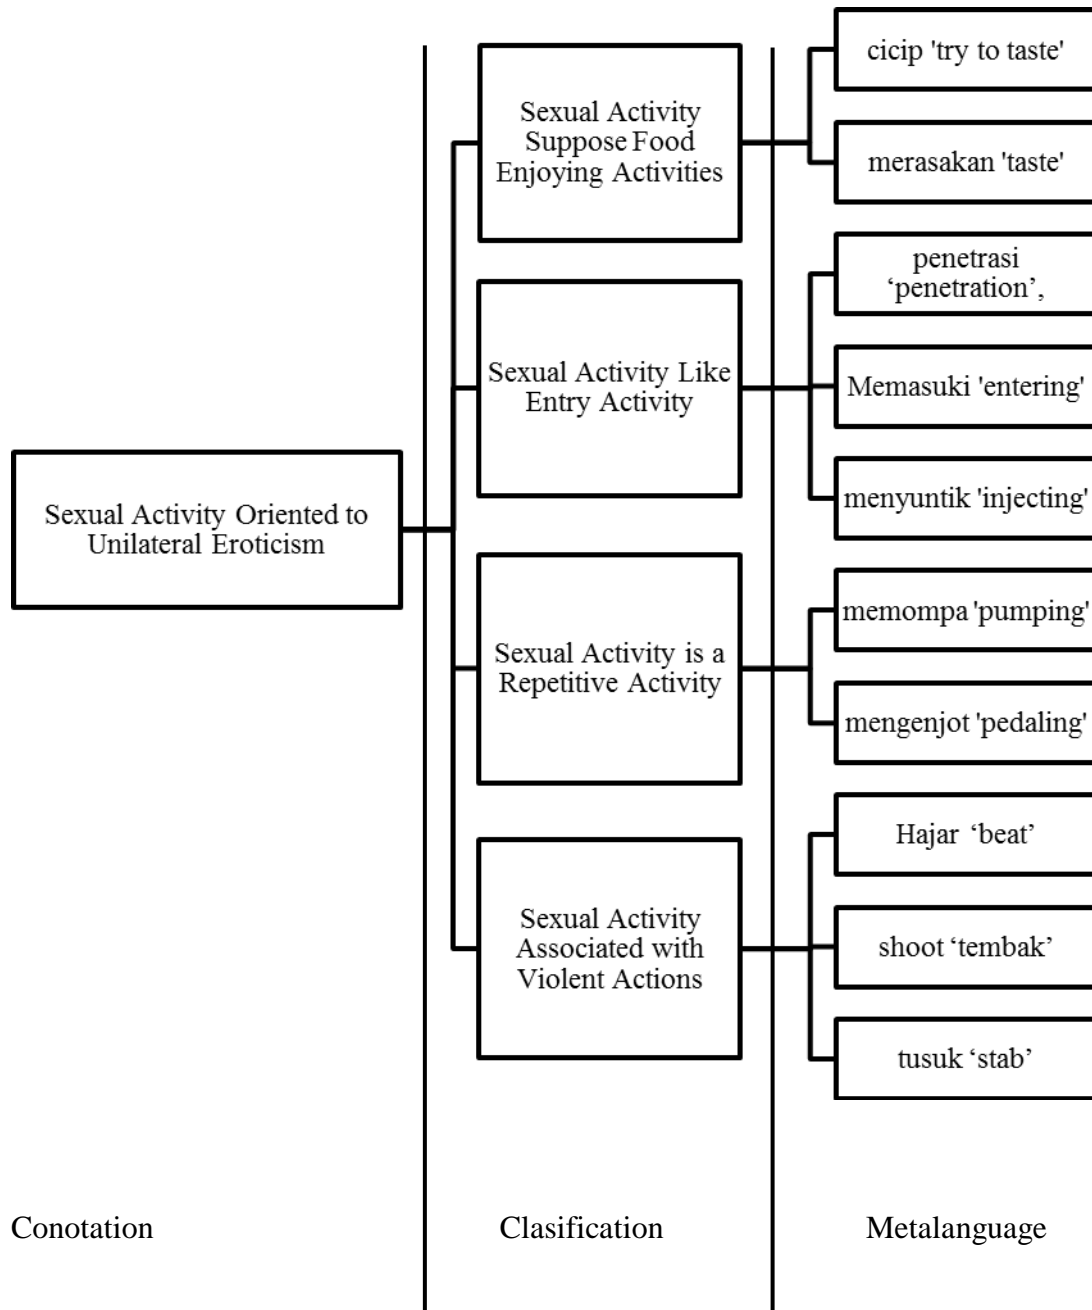 cicip 'try to taste'
Sexual Activity
Suppose Food
Enjoying Activities
merasakan 'taste'
penetrasi
‘penetration’,
Sexual Activity Like
Entry Activity
Memasuki 'entering'
menyuntik 'injecting'
Sexual Activity Oriented to
Unilateral Eroticism
Sexual Activity is a
Repetitive Activity
memompa 'pumping'
mengenjot 'pedaling'
Sexual Activity
Associated with
Violent Actions
Hajar ‘beat’
shoot ‘tembak’
tusuk ‘stab’
Conotation
Clasification
Metalanguage